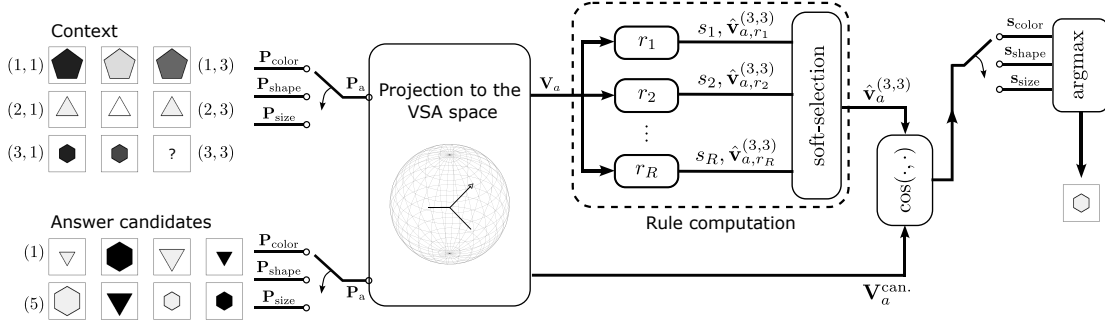 Context
(1, 1)
(1, 3)
(2, 1)
(2, 3)
(3, 1)
?
(3, 3)
P_color
P_shape
P_size
P_a
Answer candidates
(1)
(5)
P_color
P_shape
P_size
P_a
Projection to the
VSA space
V_a
r_1
r_2
⋮
r_R
s_1, v̂_{a,r_1}^{(3,3)}
s_2, v̂_{a,r_2}^{(3,3)}
⋮
s_R, v̂_{a,r_R}^{(3,3)}
soft-selection
Rule computation
v̂_a^{(3,3)}
cos(·, ·)
V_a^{can.}
s_color
s_shape
s_size
argmax